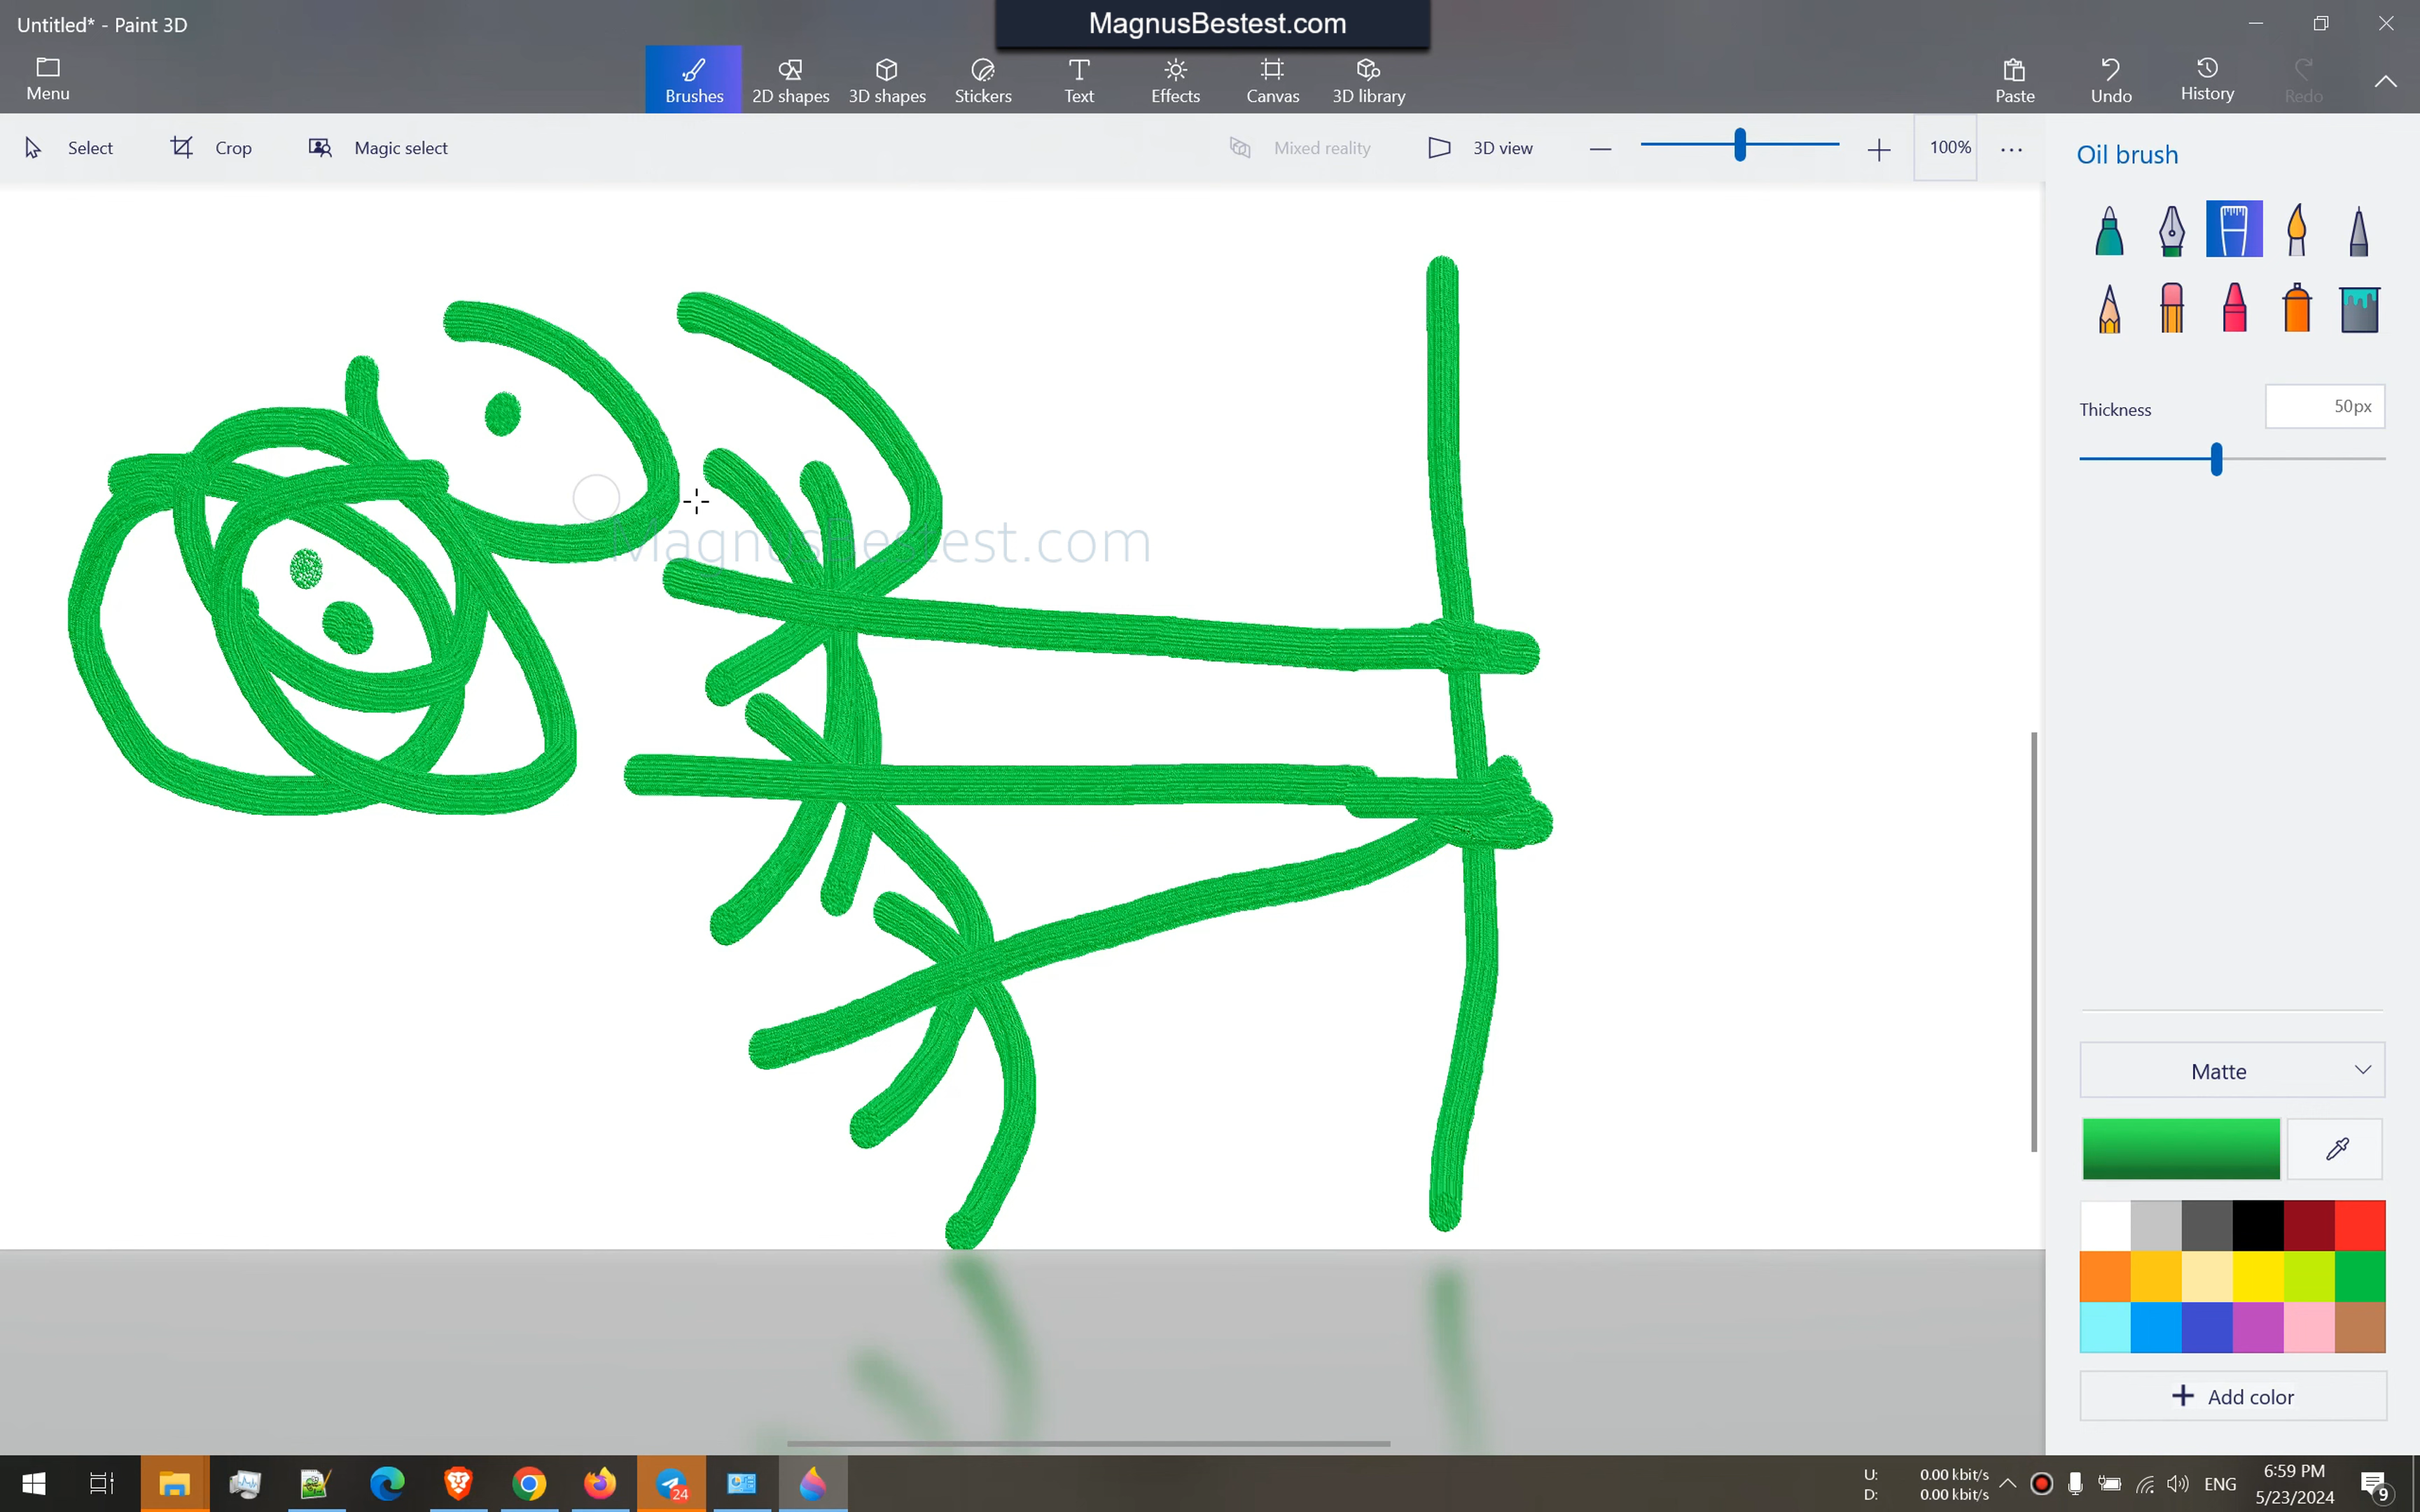 Untitled* - Paint 3D
MagnusBestest.com
Menu
Brushes
2D shapes
3D shapes
Stickers
Text
Effects
Canvas
3D library
Paste
Undo
History
Redo
Select
Crop
Magic select
Mixed reality
3D view
100%
Oil brush
Thickness
50px
MagnusBestest.com
Matte
Add color
24
U: 0.00 kbit/s
D: 0.00 kbit/s
ENG
6:59 PM
5/23/2024
9